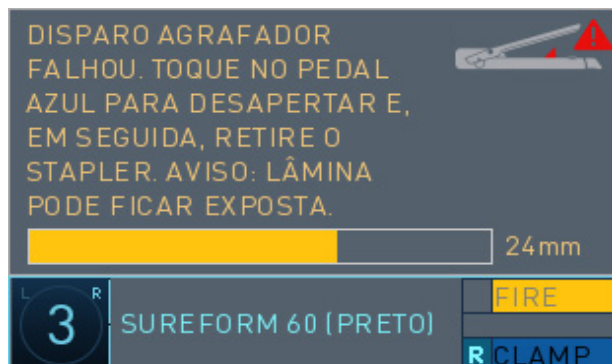 DISPARO AGRAFADOR
FALHOU. TOQUE NO PEDAL
AZUL PARA DESAPERTAR E,
EM SEGUIDA, RETIRE O
STAPLER. AVISO: LÂMINA
PODE FICAR EXPOSTA.
24mm
L R
3
SUREFORM 60 (PRETO)
FIRE
R CLAMP